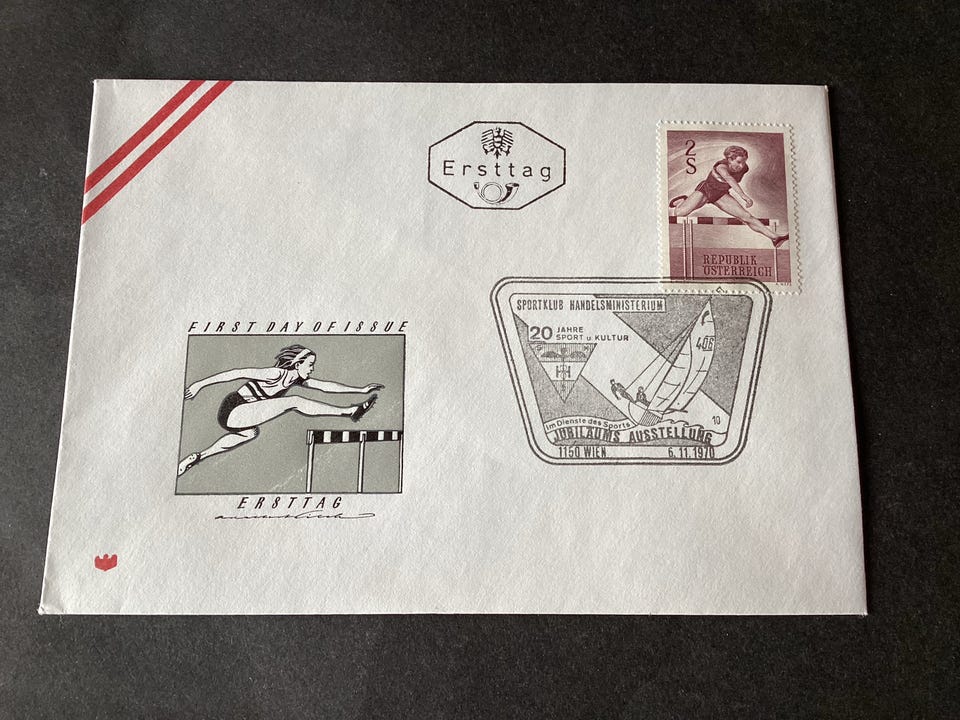 Ersttag
2
S
REPUBLIK
ÖSTERREICH
FIRST DAY OF ISSUE
ERSTTAG
SPORTKLUB HANDELSMINISTERIUM
20 JAHRE
SPORT u. KULTUR
406
H
10
im Dienste des Sports
JUBILÄUMS AUSSTELLUNG
1150 WIEN 6.11.1970